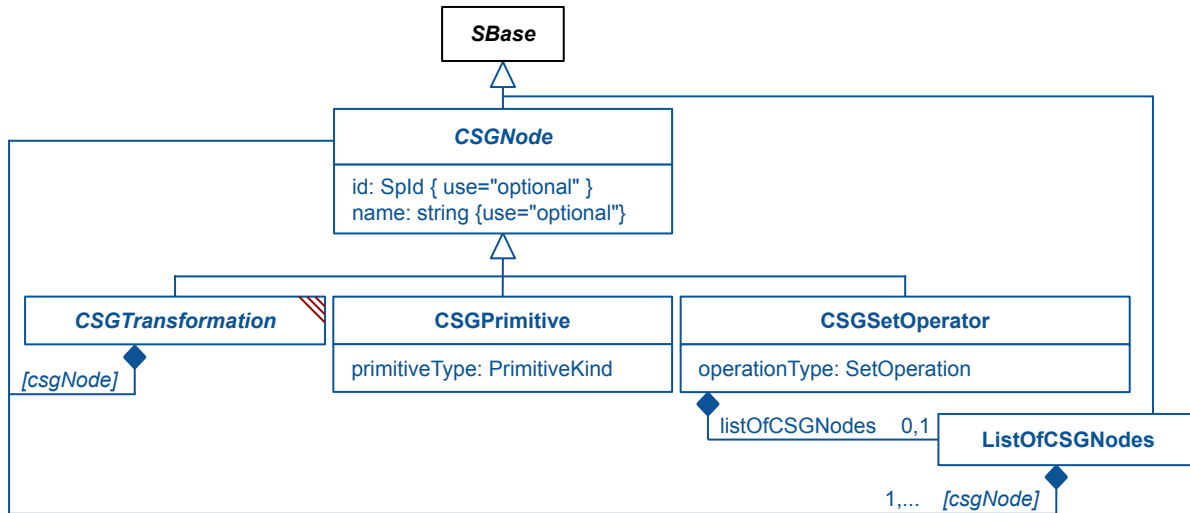 SBase
CSGNode
id: SpId { use="optional" }
name: string {use="optional"}
CSGTransformation
CSGPrimitive
CSGSetOperator
primitiveType: PrimitiveKind
operationType: SetOperation
[csgNode]
listOfCSGNodes 0,1
ListOfCSGNodes
1,... [csgNode]